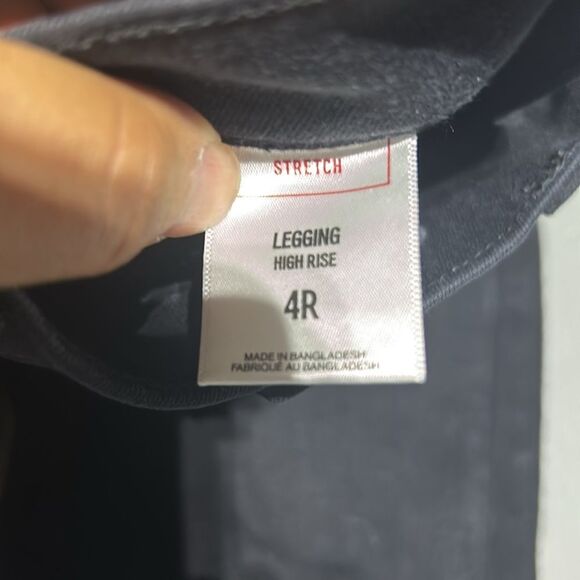 STRETCH
LEGGING
HIGH RISE
4R
MADE IN BANGLADESH
FABRIQUÉ AU BANGLADESH